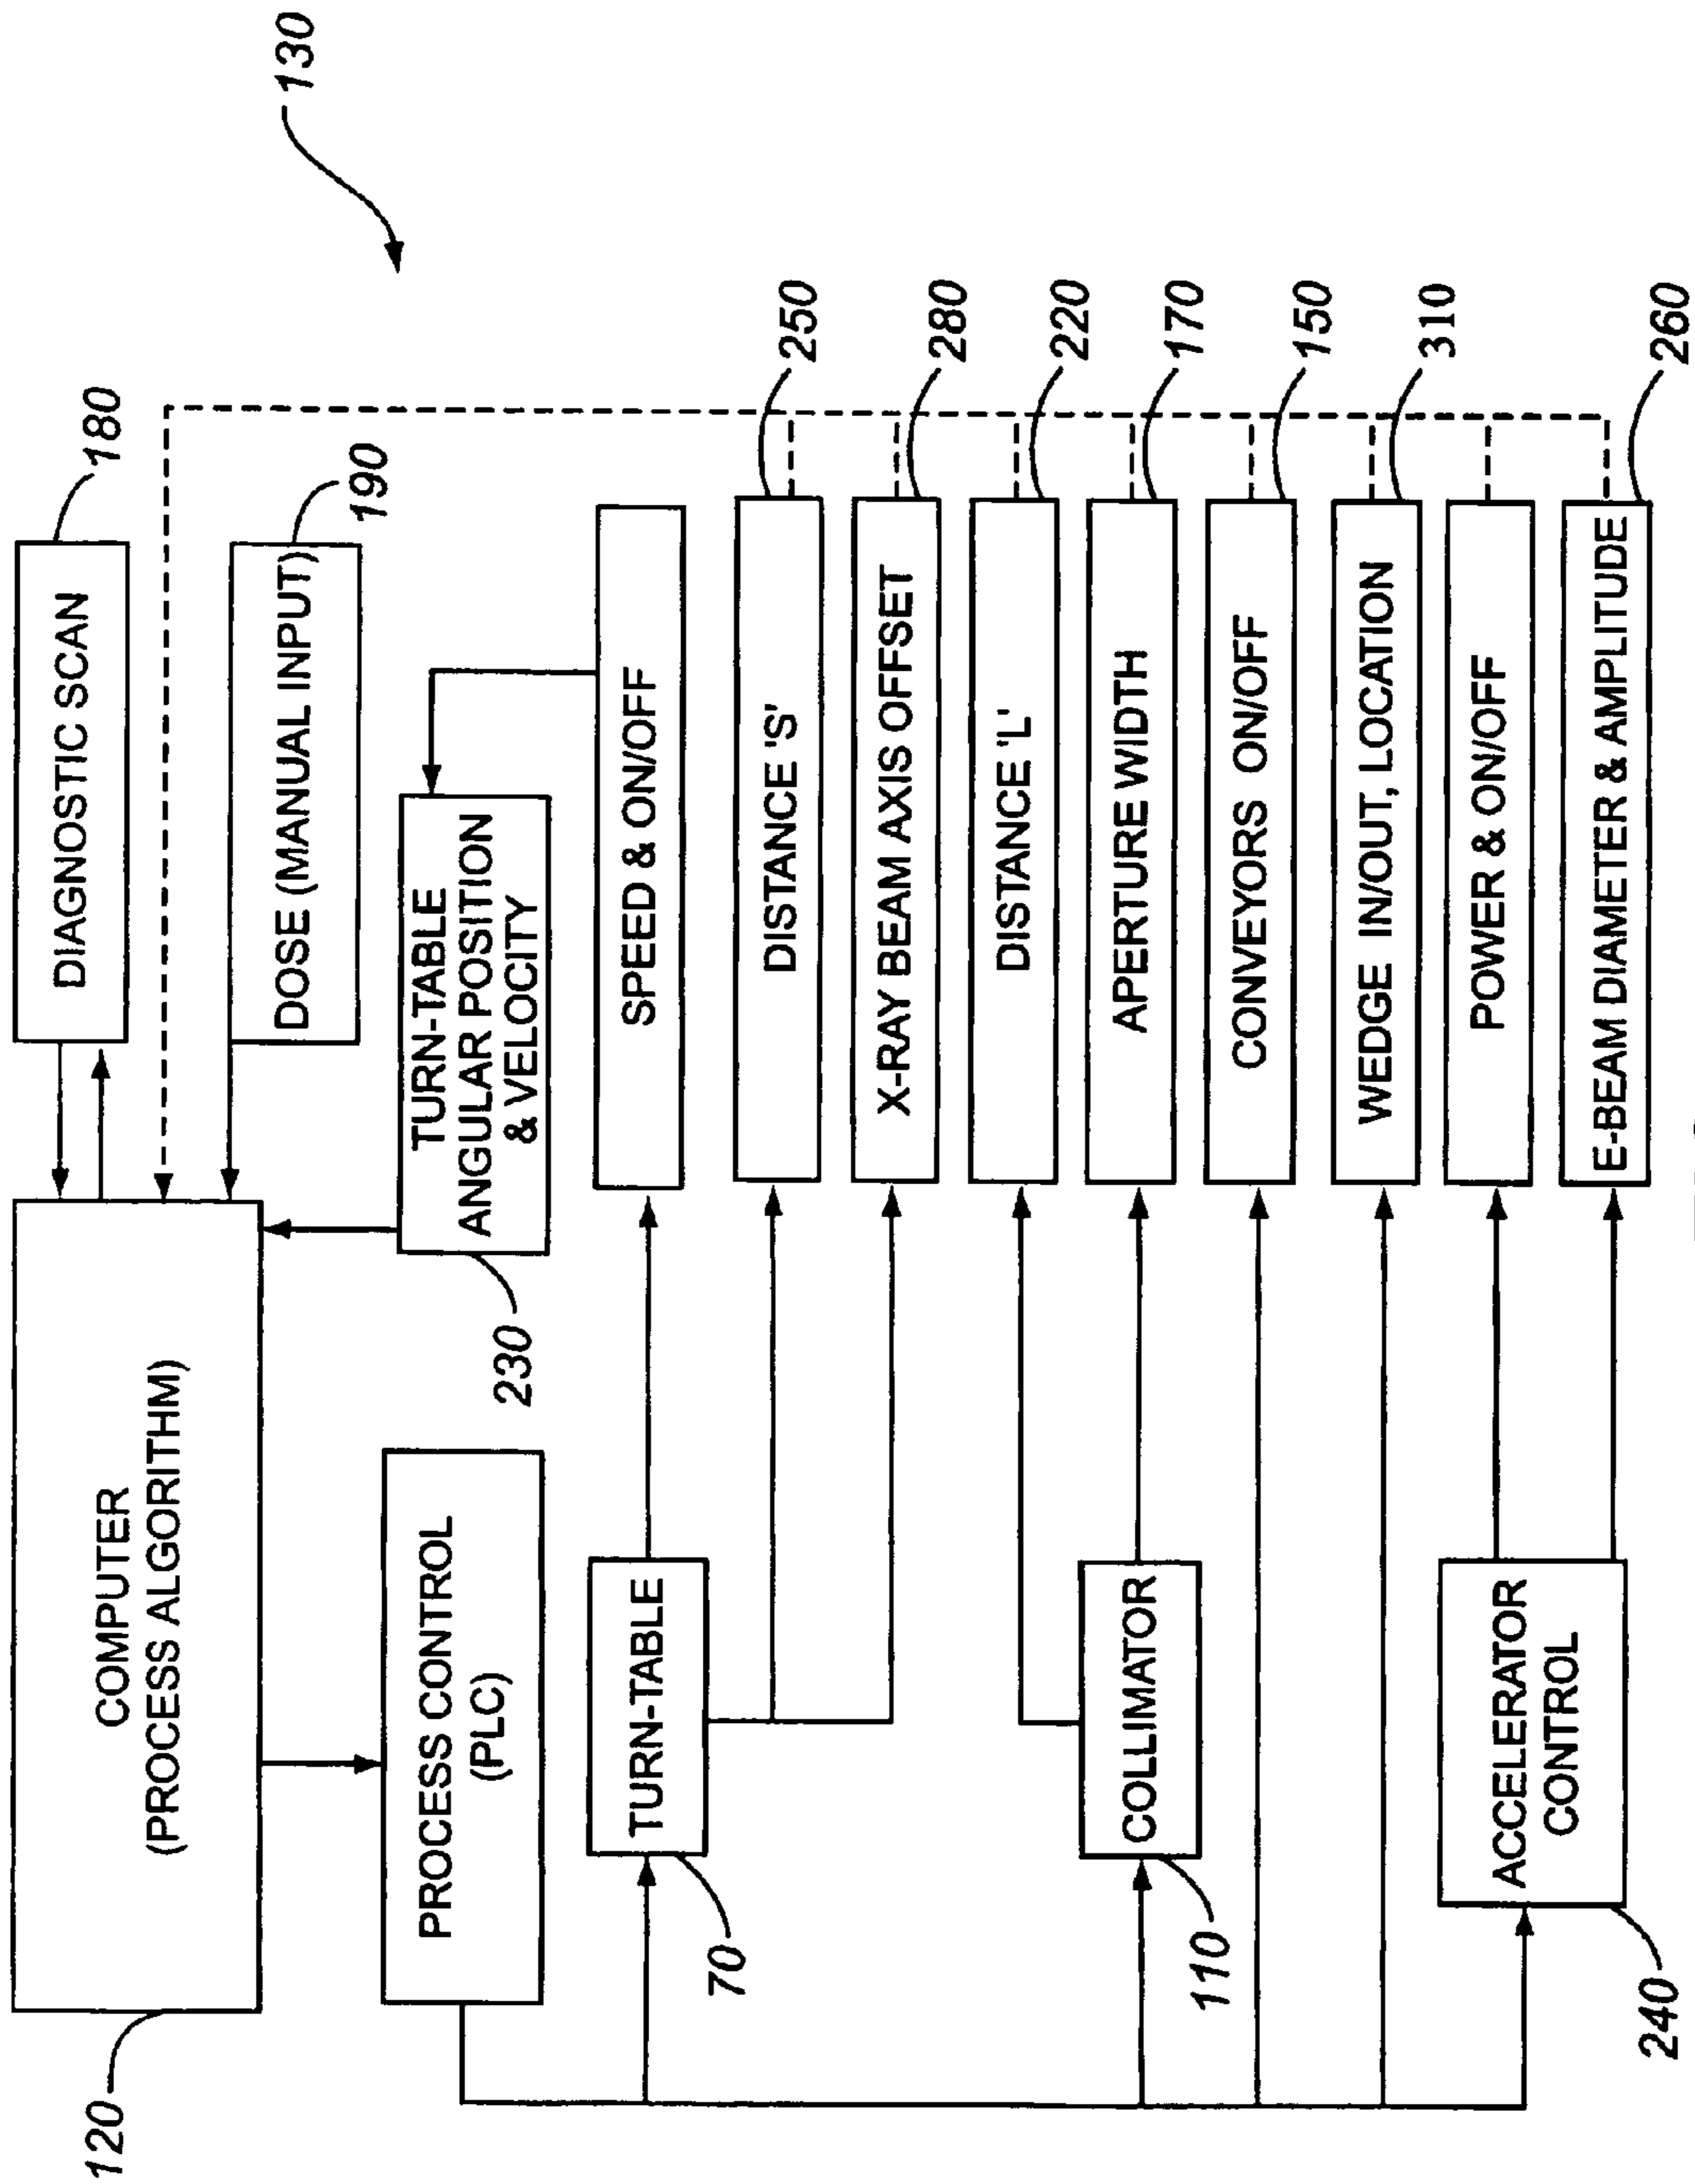 130
180
DIAGNOSTIC SCAN
190
DOSE (MANUAL INPUT)
120
COMPUTER
(PROCESS ALGORITHM)
TURN-TABLE
ANGULAR POSITION
& VELOCITY
230
PROCESS CONTROL
(PLC)
TURN-TABLE
70
SPEED & ON/OFF
DISTANCE 'S'
250
X-RAY BEAM AXIS OFFSET
280
DISTANCE 'L'
220
COLLIMATOR
110
APERTURE WIDTH
170
CONVEYORS ON/OFF
150
WEDGE IN/OUT, LOCATION
310
ACCELERATOR
CONTROL
240
POWER & ON/OFF
E-BEAM DIAMETER & AMPLITUDE
260